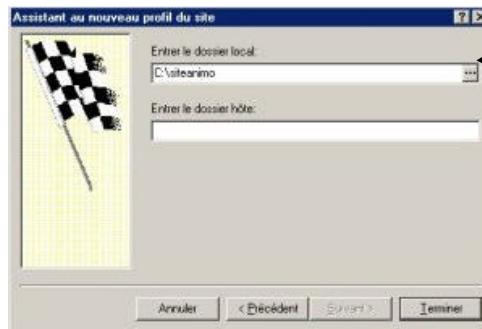 Assistant au nouveau profil du site
Entrer le dossier local:
C:\siteanimo
Entrer le dossier hôte:
Annuler
< Précédent
Suivant >
Terminer